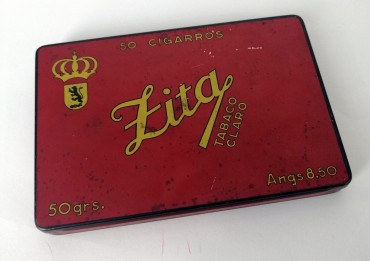 50 CIGARROS
Zita
TABACO
CLARO
50grs.
Angs 8,50